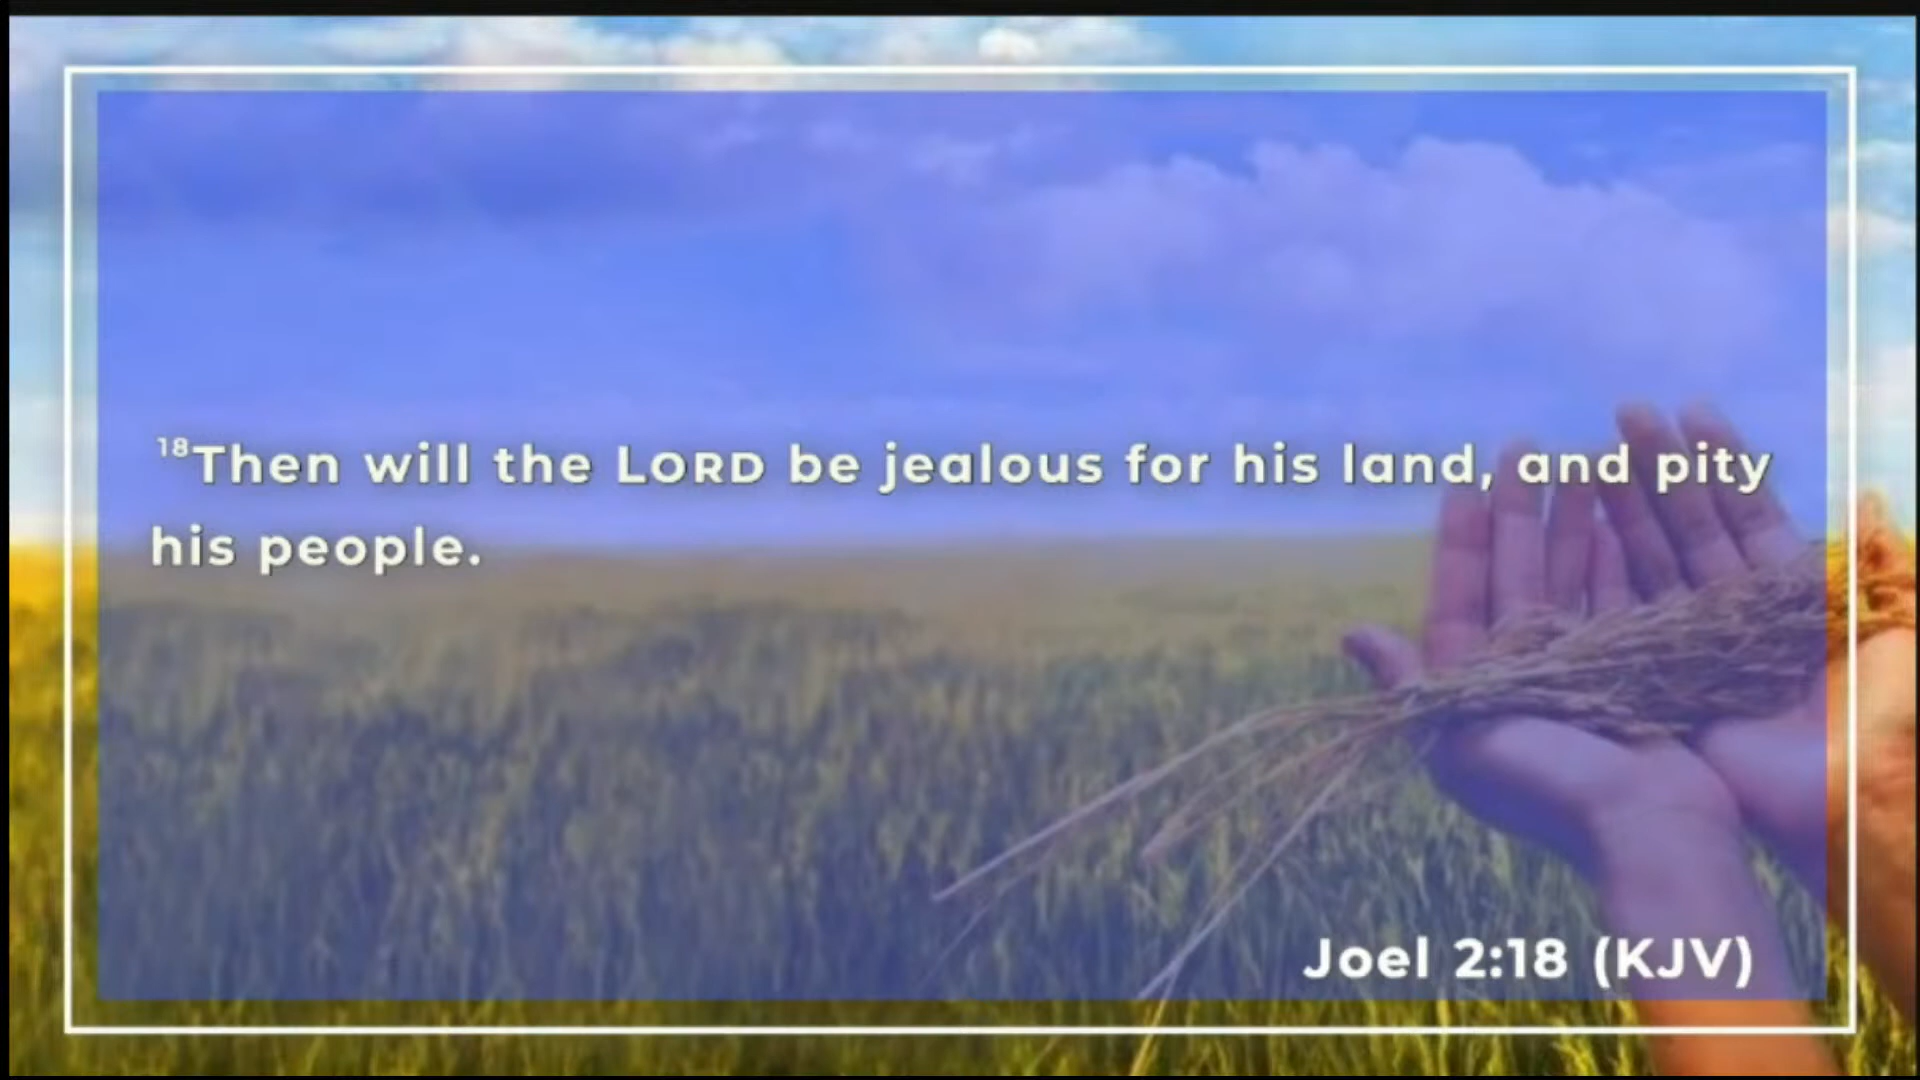 18Then will the LORD be jealous for his land, and pity
his people.
Joel 2:18 (KJV)